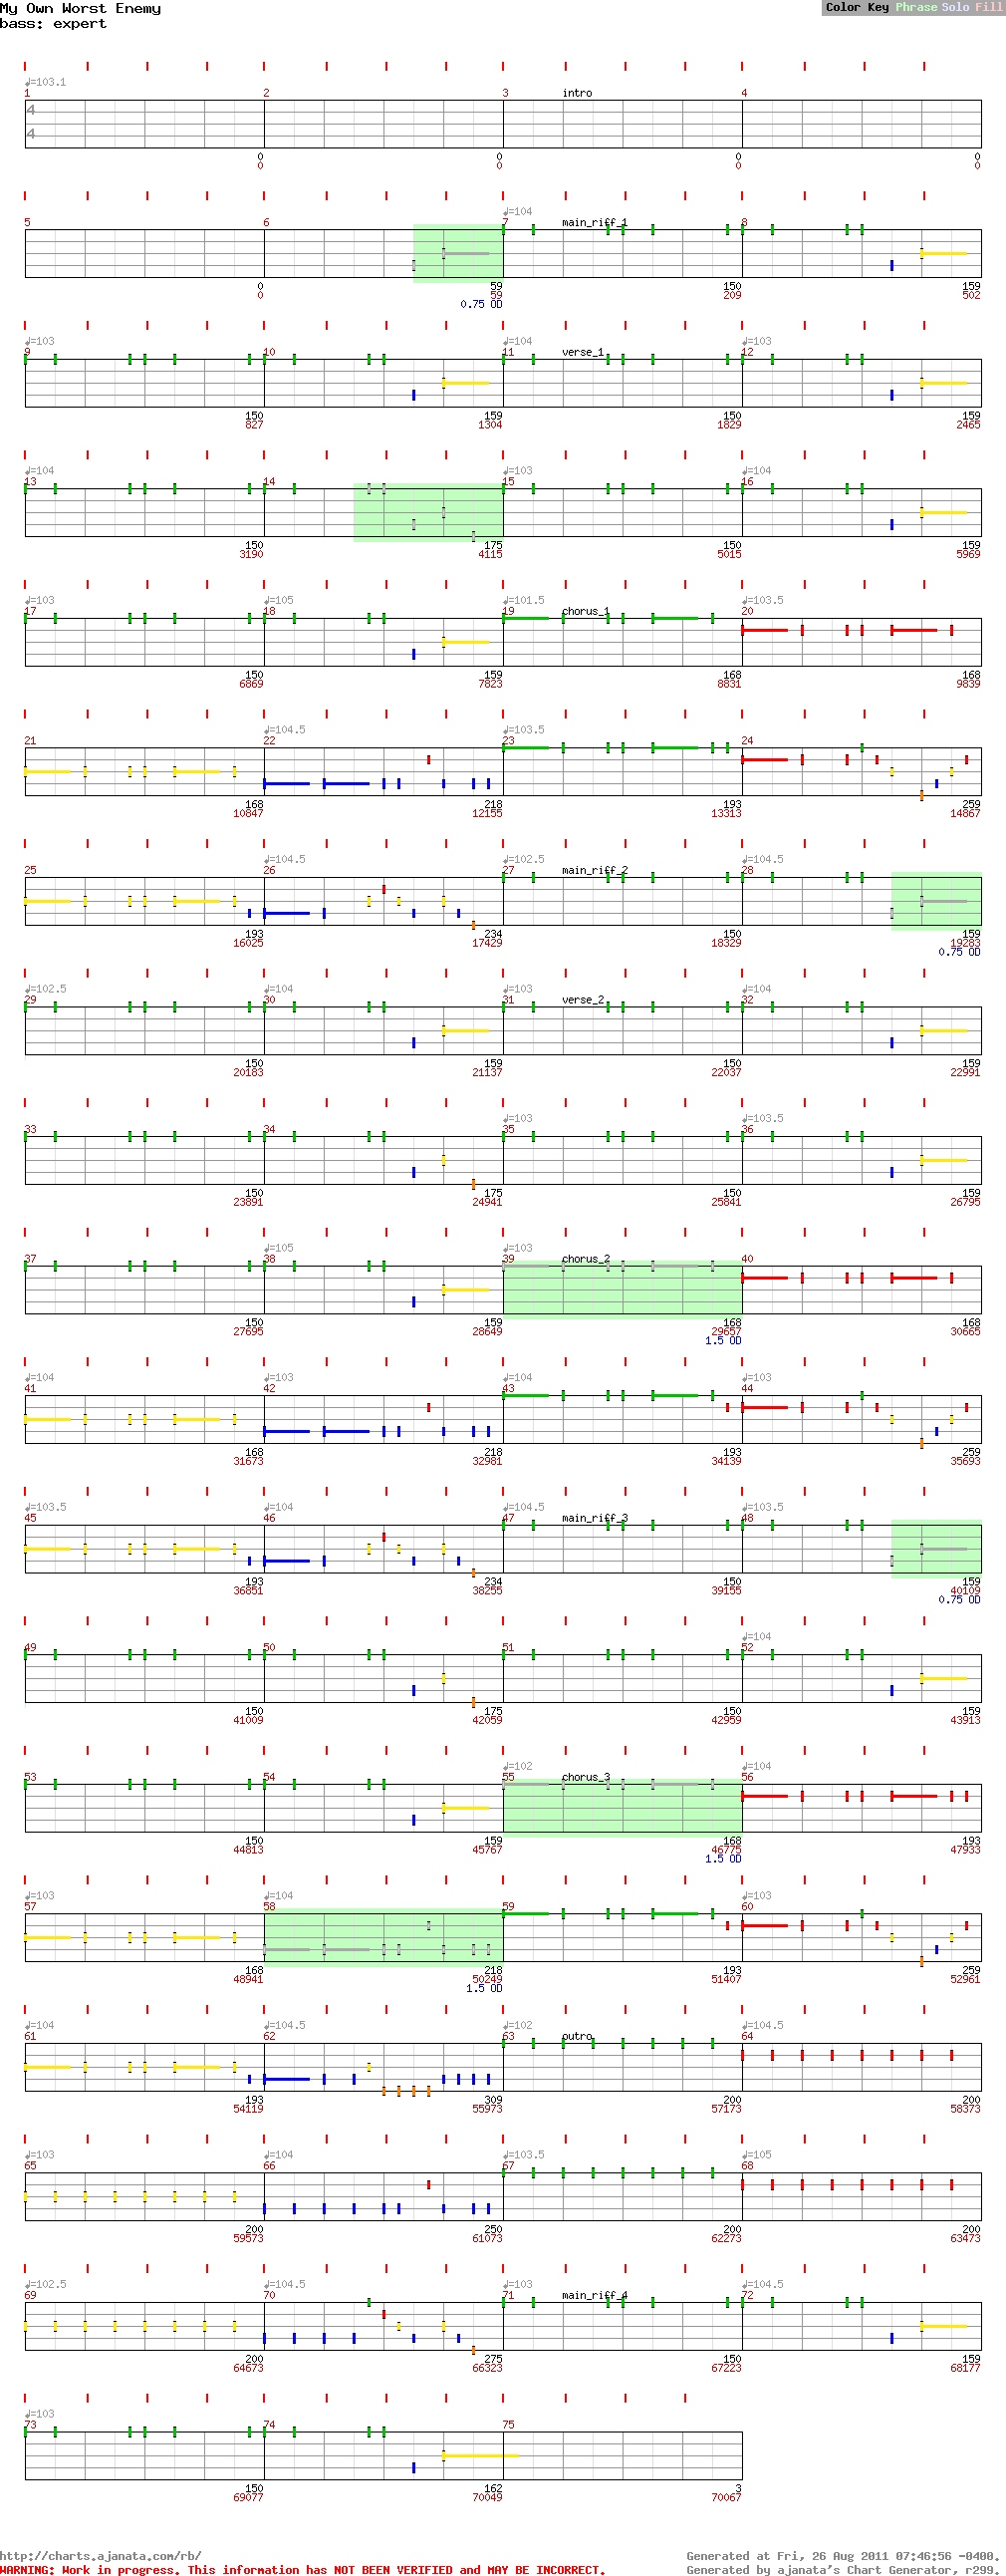 My Own Worst Enemy
bass: expert
Color Key Phrase Solo Fill
♩=103.1
1 2 3 intro 4
4
4
0 0 0 0
0 0 0 0
♩=104
5 6 7 main_riff_1 8
0 59 150 159
0 59 209 502
0.75 OD
♩=103 ♩=104 ♩=103
9 10 11 verse_1 12
150 159 150 159
827 1304 1829 2465
♩=104 ♩=103 ♩=104
13 14 15 16
150 175 150 159
3190 4115 5015 5969
♩=103 ♩=105 ♩=101.5 ♩=103.5
17 18 19 chorus_1 20
150 159 168 168
6869 7823 8831 9839
♩=104.5 ♩=103.5
21 22 23 24
168 218 193 259
10847 12155 13313 14867
♩=104.5 ♩=102.5 ♩=104.5
25 26 27 main_riff_2 28
193 234 150 159
16025 17429 18329 19283
0.75 OD
♩=102.5 ♩=104 ♩=103 ♩=104
29 30 31 verse_2 32
150 159 150 159
20183 21137 22037 22991
♩=103 ♩=103.5
33 34 35 36
150 175 150 159
23891 24941 25841 26795
♩=105 ♩=103
37 38 39 chorus_2 40
150 159 168 168
27695 28649 29657 30665
1.5 OD
♩=104 ♩=103 ♩=104 ♩=103
41 42 43 44
168 218 193 259
31673 32981 34139 35693
♩=103.5 ♩=104 ♩=104.5 ♩=103.5
45 46 47 main_riff_3 48
193 234 150 159
36851 38255 39155 40109
0.75 OD
♩=104
49 50 51 52
150 175 150 159
41009 42059 42959 43913
♩=102 ♩=104
53 54 55 chorus_3 56
150 159 168 193
44813 45767 46775 47933
1.5 OD
♩=103 ♩=104 ♩=103
57 58 59 60
168 218 193 259
48941 50249 51407 52961
1.5 OD
♩=104 ♩=104.5 ♩=102 ♩=104.5
61 62 63 outro 64
193 309 200 200
54119 55973 57173 58373
♩=103 ♩=104 ♩=103.5 ♩=105
65 66 67 68
200 250 200 200
59573 61073 62273 63473
♩=102.5 ♩=104.5 ♩=103 ♩=104.5
69 70 71 main_riff_4 72
200 275 150 159
64673 66323 67223 68177
♩=103
73 74 75
150 162 3
69077 70049 70067
http://charts.ajanata.com/rb/
Generated at Fri, 26 Aug 2011 07:46:56 -0400.
WARNING: Work in progress. This information has NOT BEEN VERIFIED and MAY BE INCORRECT.
Generated by ajanata's Chart Generator, r299.